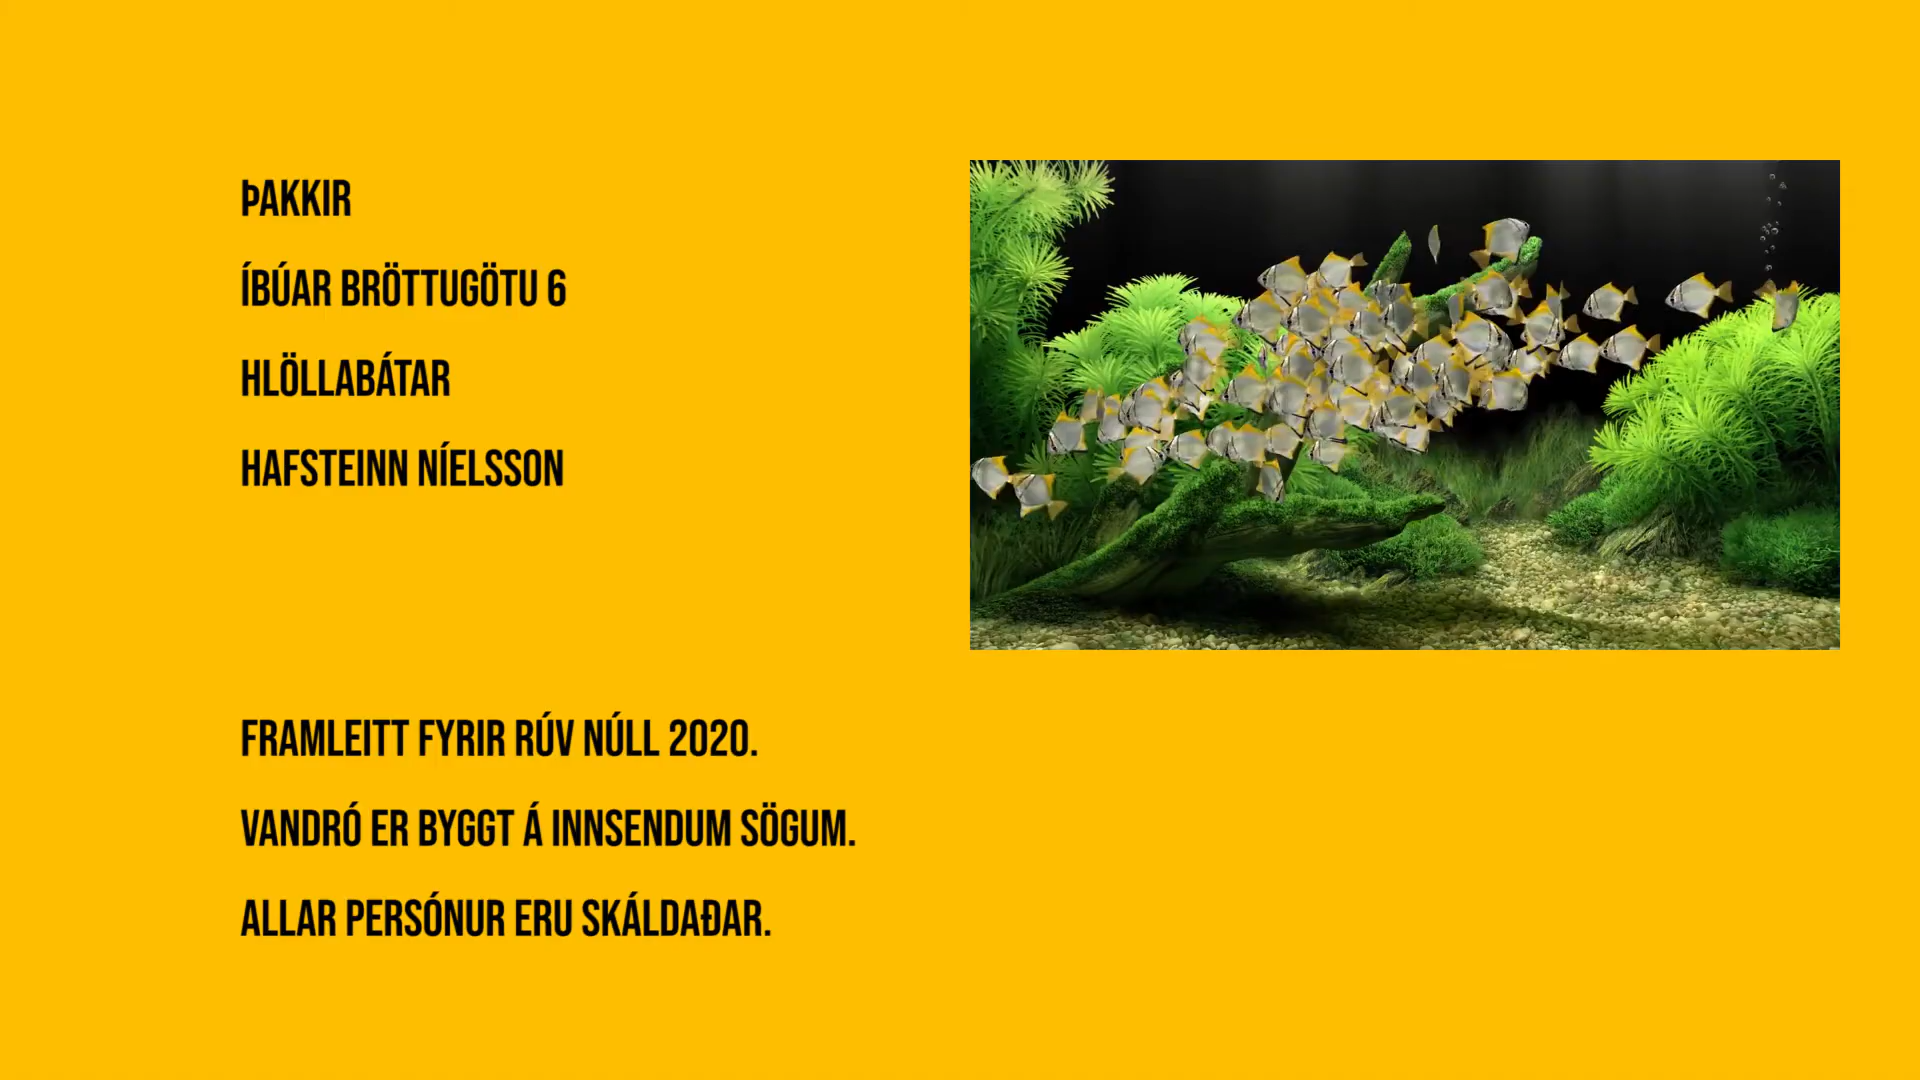 ÞAKKIR
ÍBÚAR BRÖTTUGÖTU 6
HLÖLLABÁTAR
HAFSTEINN NÍELSSON
FRAMLEITT FYRIR RÚV NÚLL 2020.
VANDRÓ ER BYGGT Á INNSENDUM SÖGUM.
ALLAR PERSÓNUR ERU SKÁLDAÐAR.